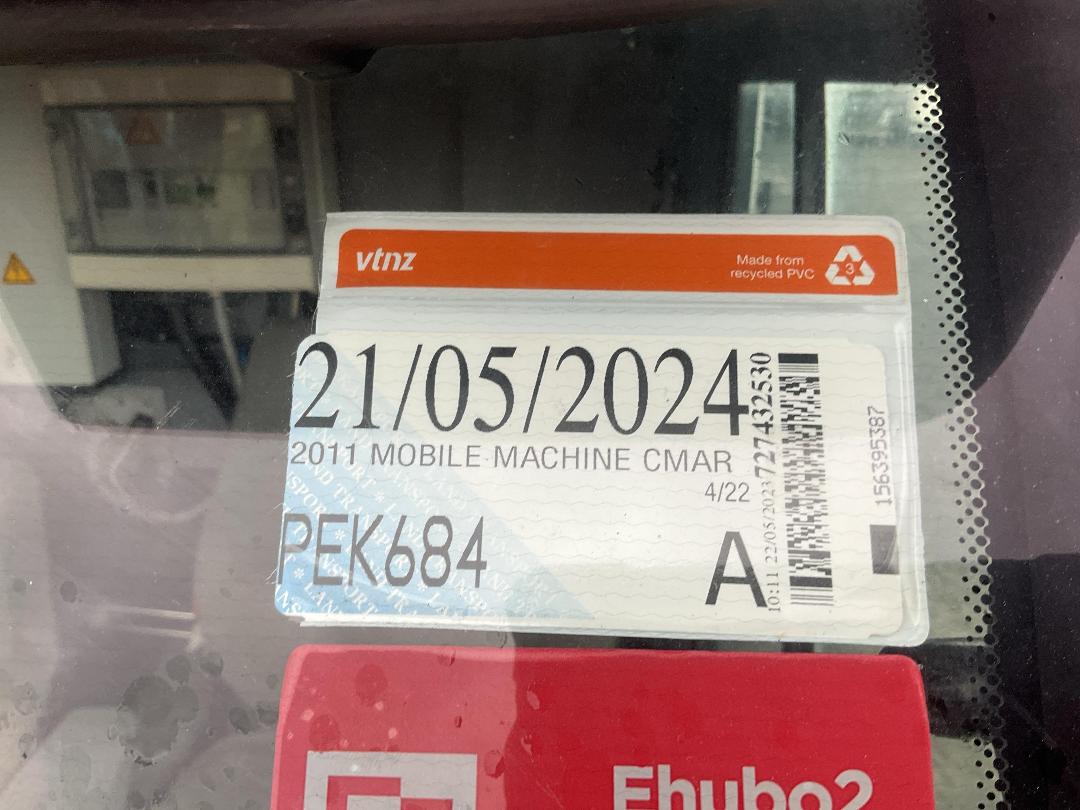 vtnz
Made from
recycled PVC
3
21/05/2024
2011 MOBILE MACHINE CMAR
4/22
PEK684
A
10:11 22/05/2023 727432530
156395387
Ehubo2